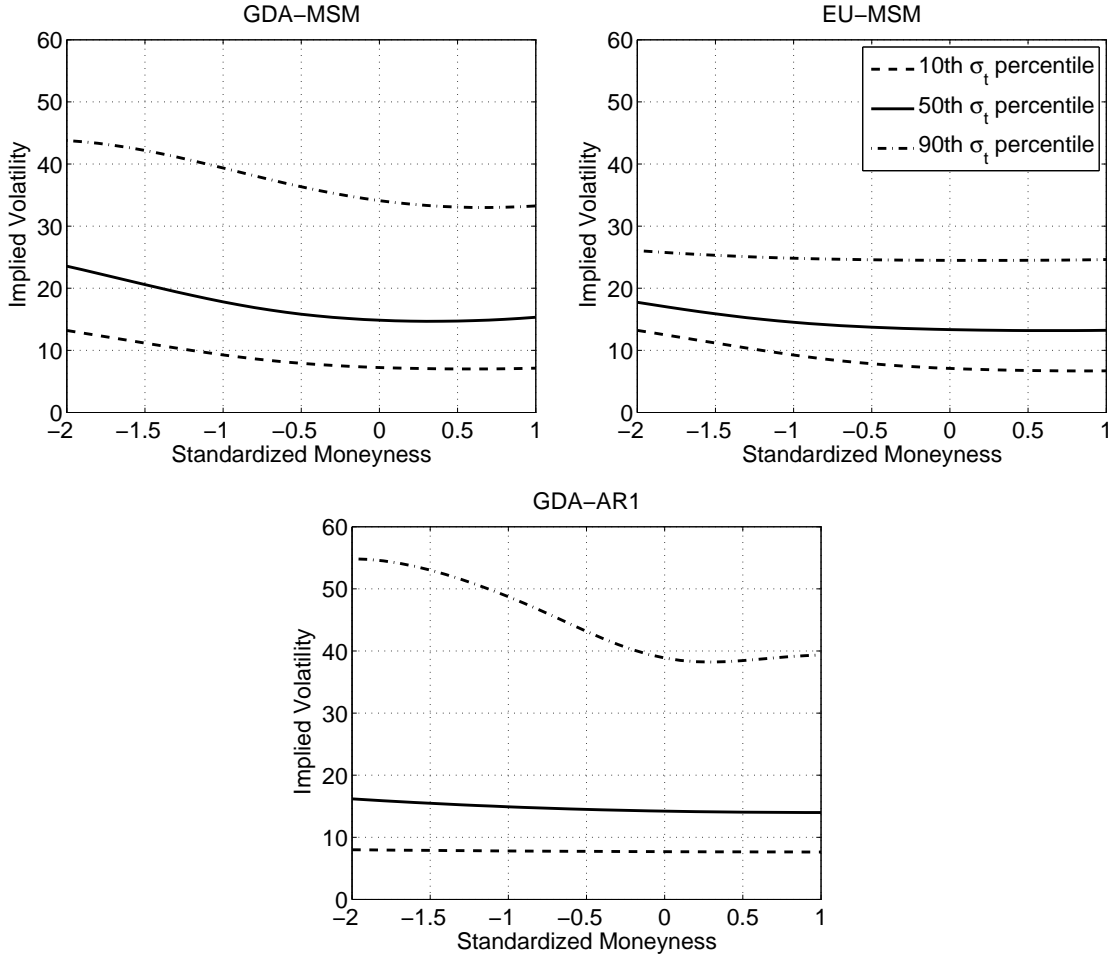 GDA−MSM
60
50
40
30
20
10
0
Implied Volatility
−2 −1.5 −1 −0.5 0 0.5 1
Standardized Moneyness
EU−MSM
60
50
40
30
20
10
0
Implied Volatility
10th σt percentile
50th σt percentile
90th σt percentile
−2 −1.5 −1 −0.5 0 0.5 1
Standardized Moneyness
GDA−AR1
60
50
40
30
20
10
0
Implied Volatility
−2 −1.5 −1 −0.5 0 0.5 1
Standardized Moneyness